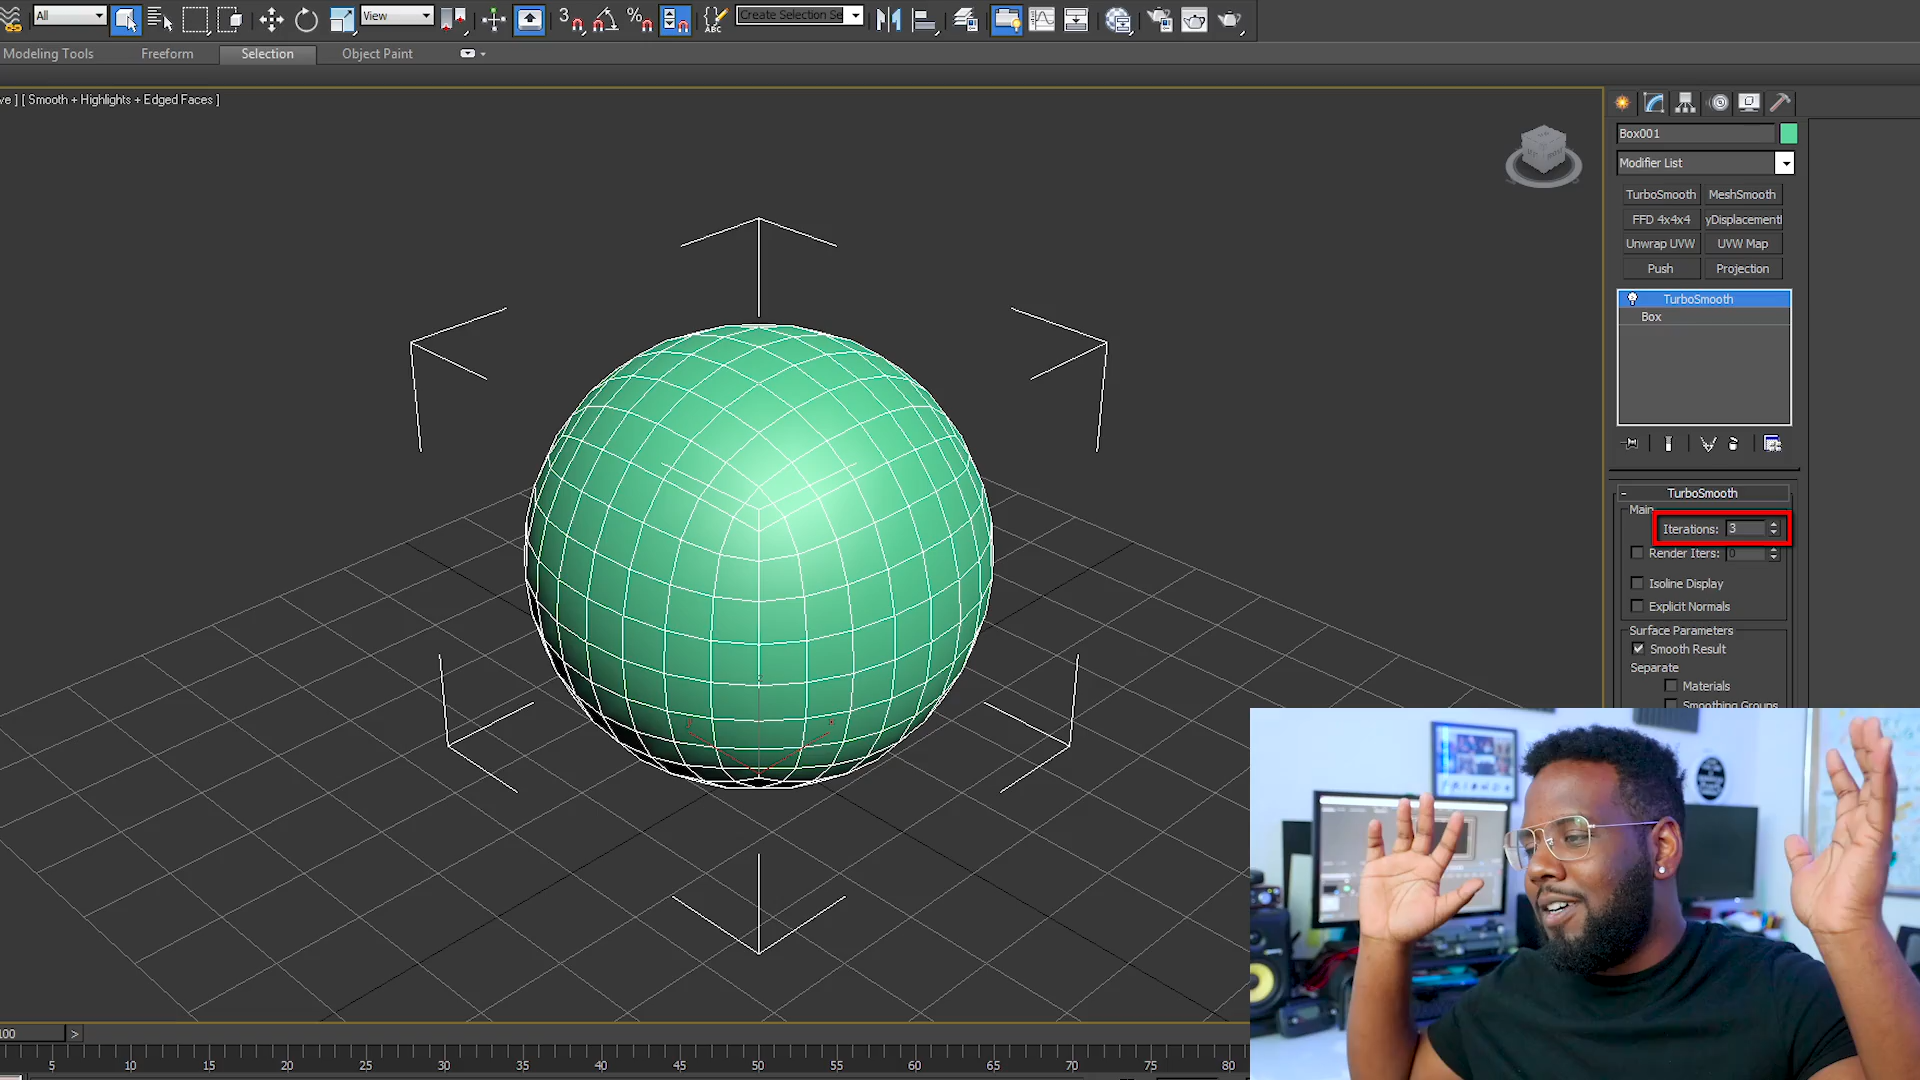 All
View
3
%
ABC
Create Selection Se
Modeling Tools
Freeform
Selection
Object Paint
ve ] [ Smooth + Highlights + Edged Faces ]
Box001
Modifier List
TurboSmooth
MeshSmooth
FFD 4x4x4
yDisplacement
Unwrap UVW
UVW Map
Push
Projection
TurboSmooth
Box
- TurboSmooth
Main
Iterations: 3
Render Iters: 0
Isoline Display
Explicit Normals
Surface Parameters
Smooth Result
Separate
Materials
Smoothing Groups
100 >
5 10 15 20 25 30 35 40 45 50 55 60 65 70 75 80